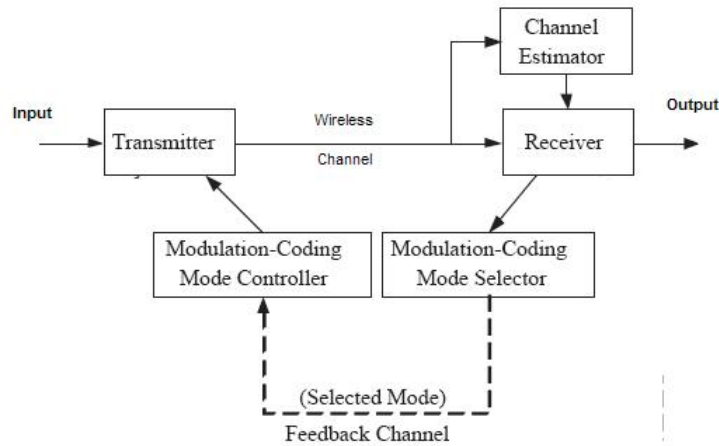 Channel
Estimator
Input
Output
Wireless
Transmitter
Receiver
Channel
Modulation-Coding
Mode Controller
Modulation-Coding
Mode Selector
(Selected Mode)
Feedback Channel